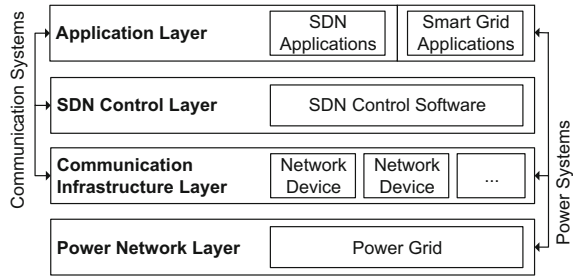 Communication Systems
Application Layer
SDN
Applications
Smart Grid
Applications
SDN Control Layer
SDN Control Software
Communication
Infrastructure Layer
Network
Device
Network
Device
...
Power Network Layer
Power Grid
Power Systems